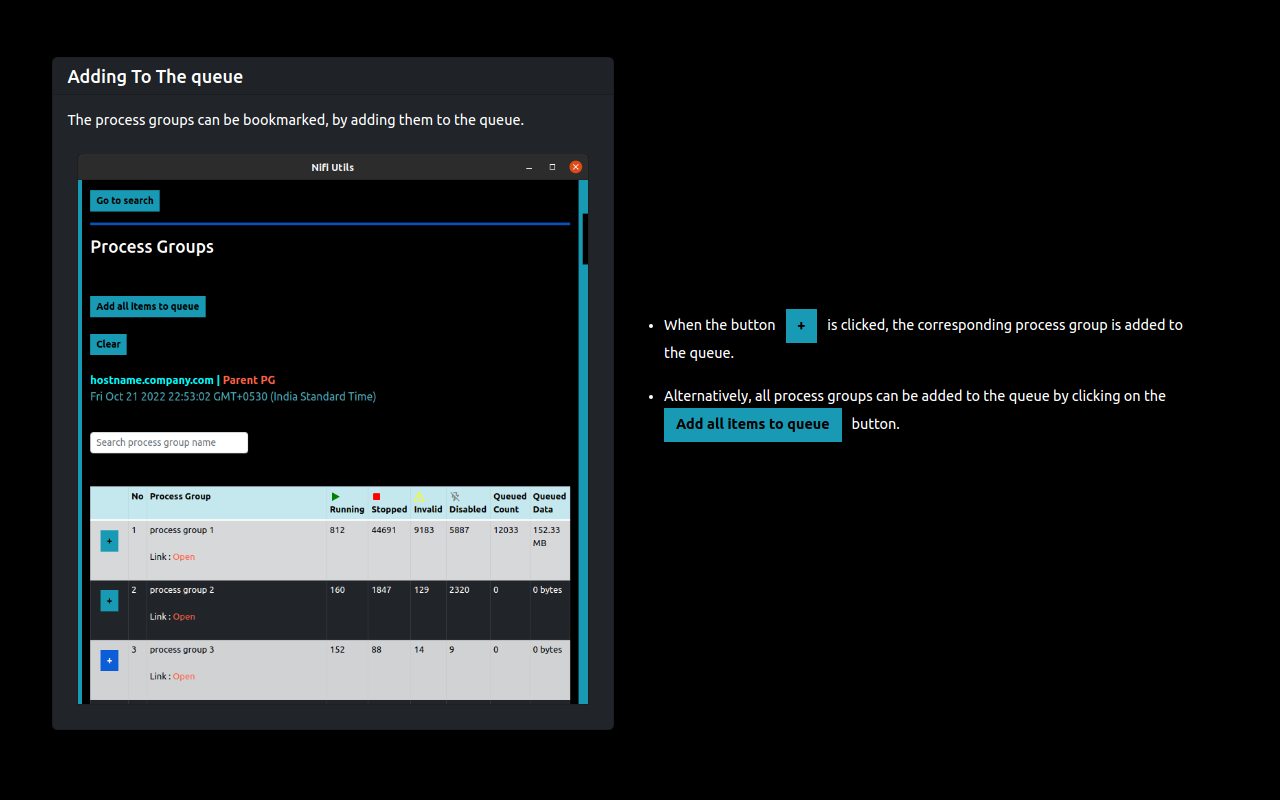 Adding To The queue
The process groups can be bookmarked, by adding them to the queue.
Nifi Utils
Go to search
Process Groups
Add all items to queue
Clear
hostname.company.com | Parent PG
Fri Oct 21 2022 22:53:02 GMT+0530 (India Standard Time)
Search process group name
No Process Group Running Stopped Invalid Disabled Queued Count Queued Data
+ 1 process group 1 812 44691 9183 5887 12033 152.33 MB
Link : Open
+ 2 process group 2 160 1847 129 2320 0 0 bytes
Link : Open
+ 3 process group 3 152 88 14 9 0 0 bytes
Link : Open
• When the button + is clicked, the corresponding process group is added to
the queue.
• Alternatively, all process groups can be added to the queue by clicking on the
Add all items to queue button.